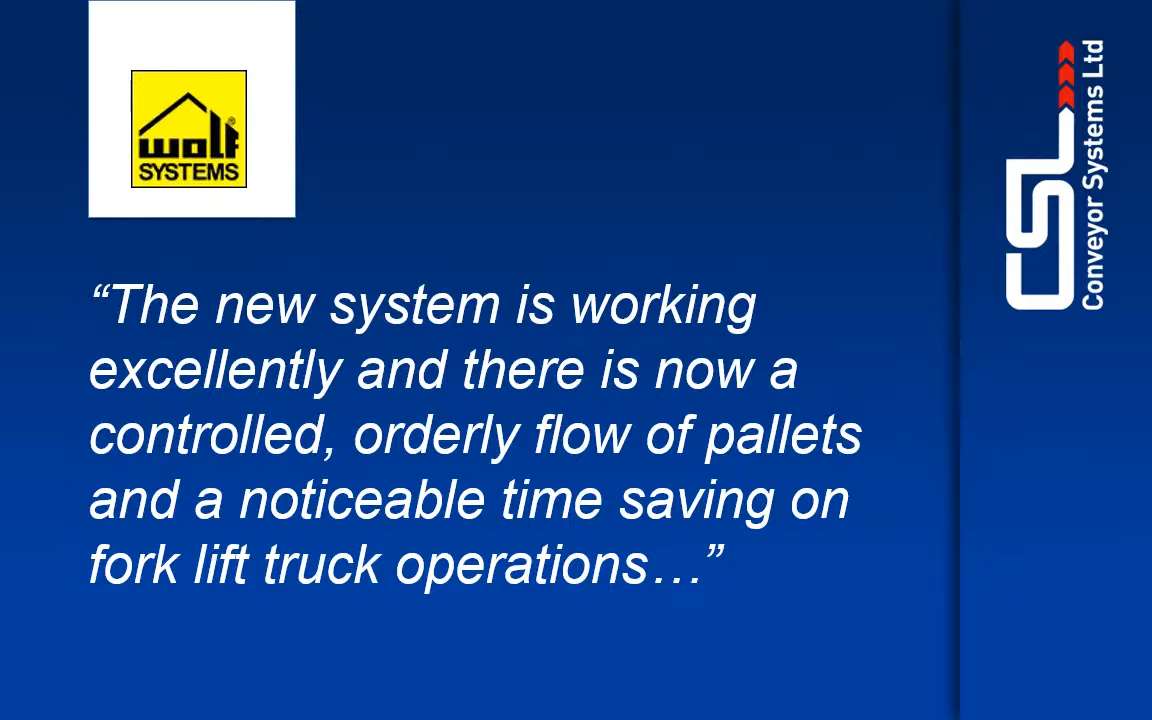 wolf®
SYSTEMS
“The new system is working
excellently and there is now a
controlled, orderly flow of pallets
and a noticeable time saving on
fork lift truck operations…”
CSL
Conveyor Systems Ltd